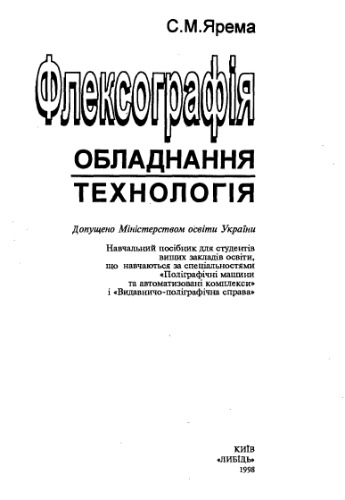 С.М.Ярема
Флексографія
ОБЛАДНАННЯ
ТЕХНОЛОГІЯ
Допущено Міністерством освіти України
Навчальний посібник для студентів
вищих закладів освіти,
що навчаються за спеціальностями
«Поліграфічні машини
та автоматизовані комплекси»
і «Видавничо-поліграфічна справа»
КИЇВ
«ЛИБІДЬ»
1998